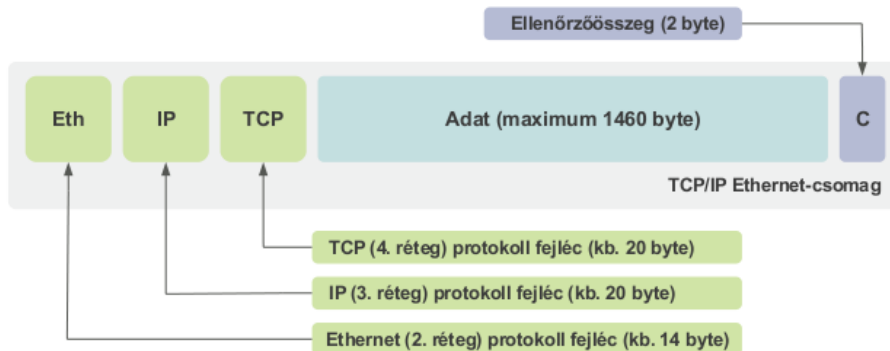 Ellenőrzőösszeg (2 byte)
Eth
IP
TCP
Adat (maximum 1460 byte)
C
TCP/IP Ethernet-csomag
TCP (4. réteg) protokoll fejléc (kb. 20 byte)
IP (3. réteg) protokoll fejléc (kb. 20 byte)
Ethernet (2. réteg) protokoll fejléc (kb. 14 byte)